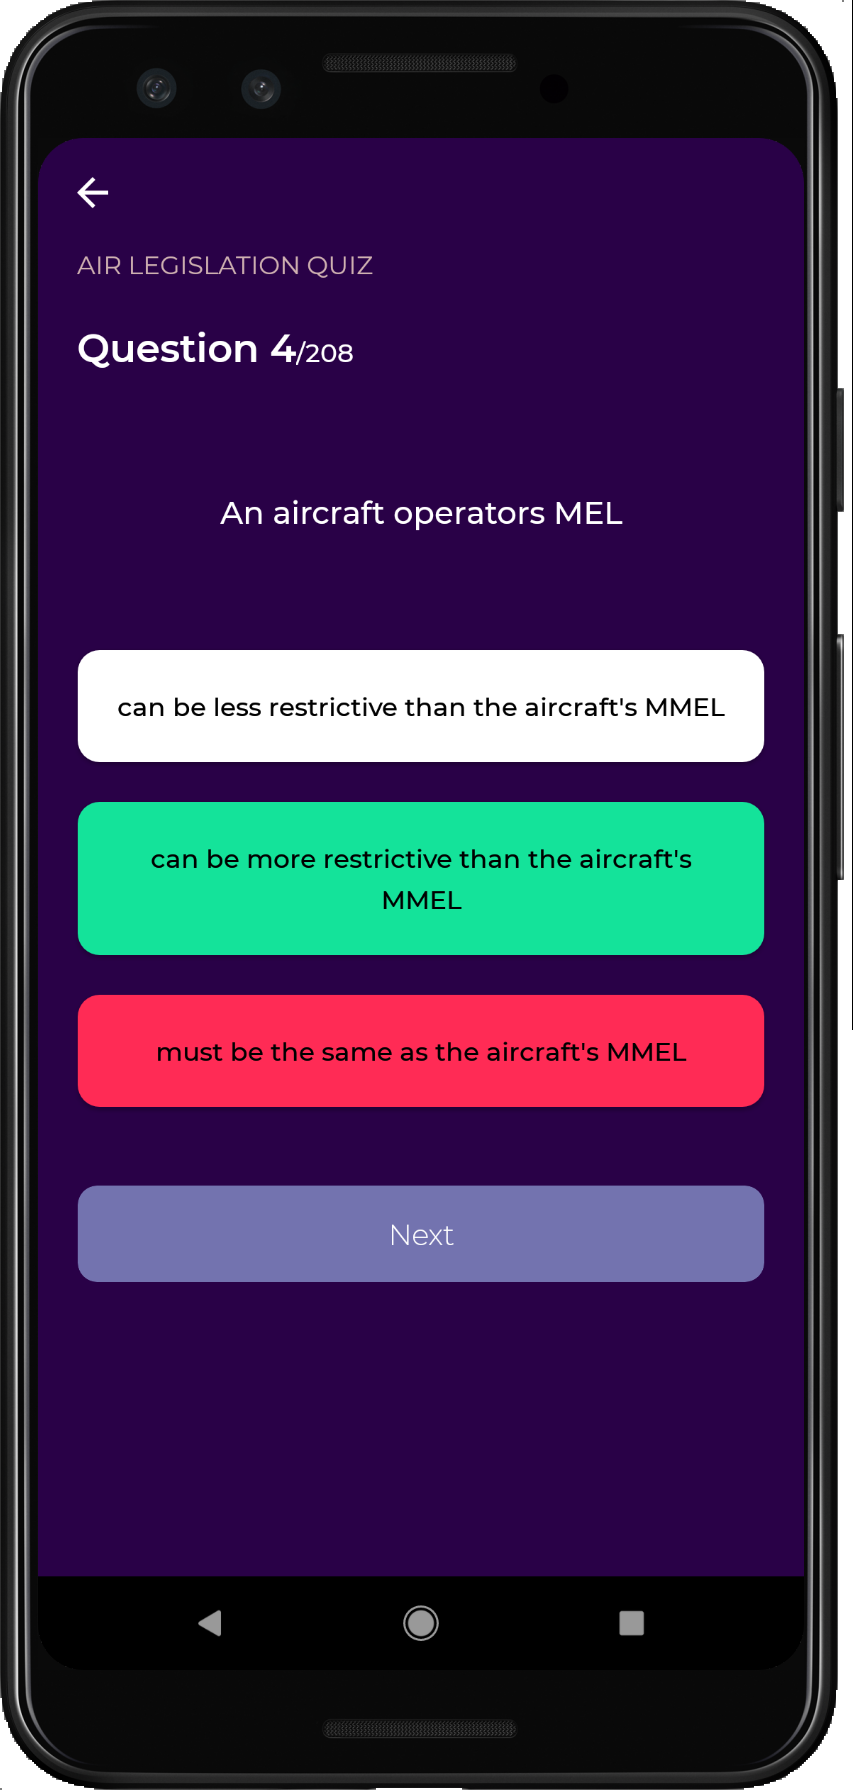 AIR LEGISLATION QUIZ
Question 4/208
An aircraft operators MEL
can be less restrictive than the aircraft's MMEL
can be more restrictive than the aircraft's
MMEL
must be the same as the aircraft's MMEL
Next